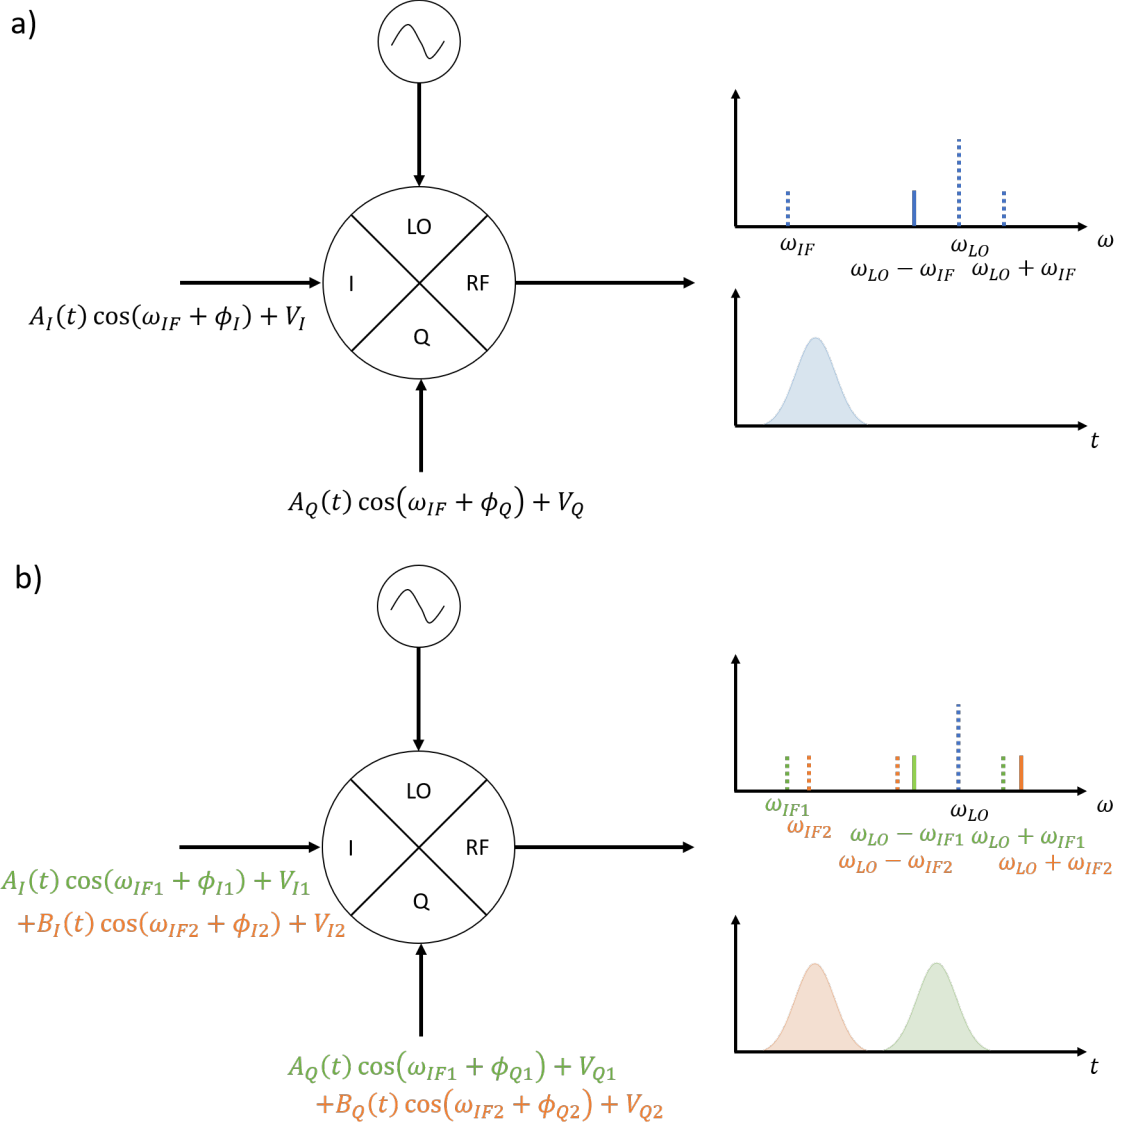 a)
LO
I
RF
Q
A_I(t) cos(ω_IF + ϕ_I) + V_I
A_Q(t) cos(ω_IF + ϕ_Q) + V_Q
ω_IF
ω_LO
ω
ω_LO − ω_IF
ω_LO + ω_IF
t
b)
LO
I
RF
Q
A_I(t) cos(ω_IF1 + ϕ_I1) + V_I1
+B_I(t) cos(ω_IF2 + ϕ_I2) + V_I2
A_Q(t) cos(ω_IF1 + ϕ_Q1) + V_Q1
+B_Q(t) cos(ω_IF2 + ϕ_Q2) + V_Q2
ω_IF1
ω_LO
ω
ω_IF2
ω_LO − ω_IF1
ω_LO + ω_IF1
ω_LO − ω_IF2
ω_LO + ω_IF2
t